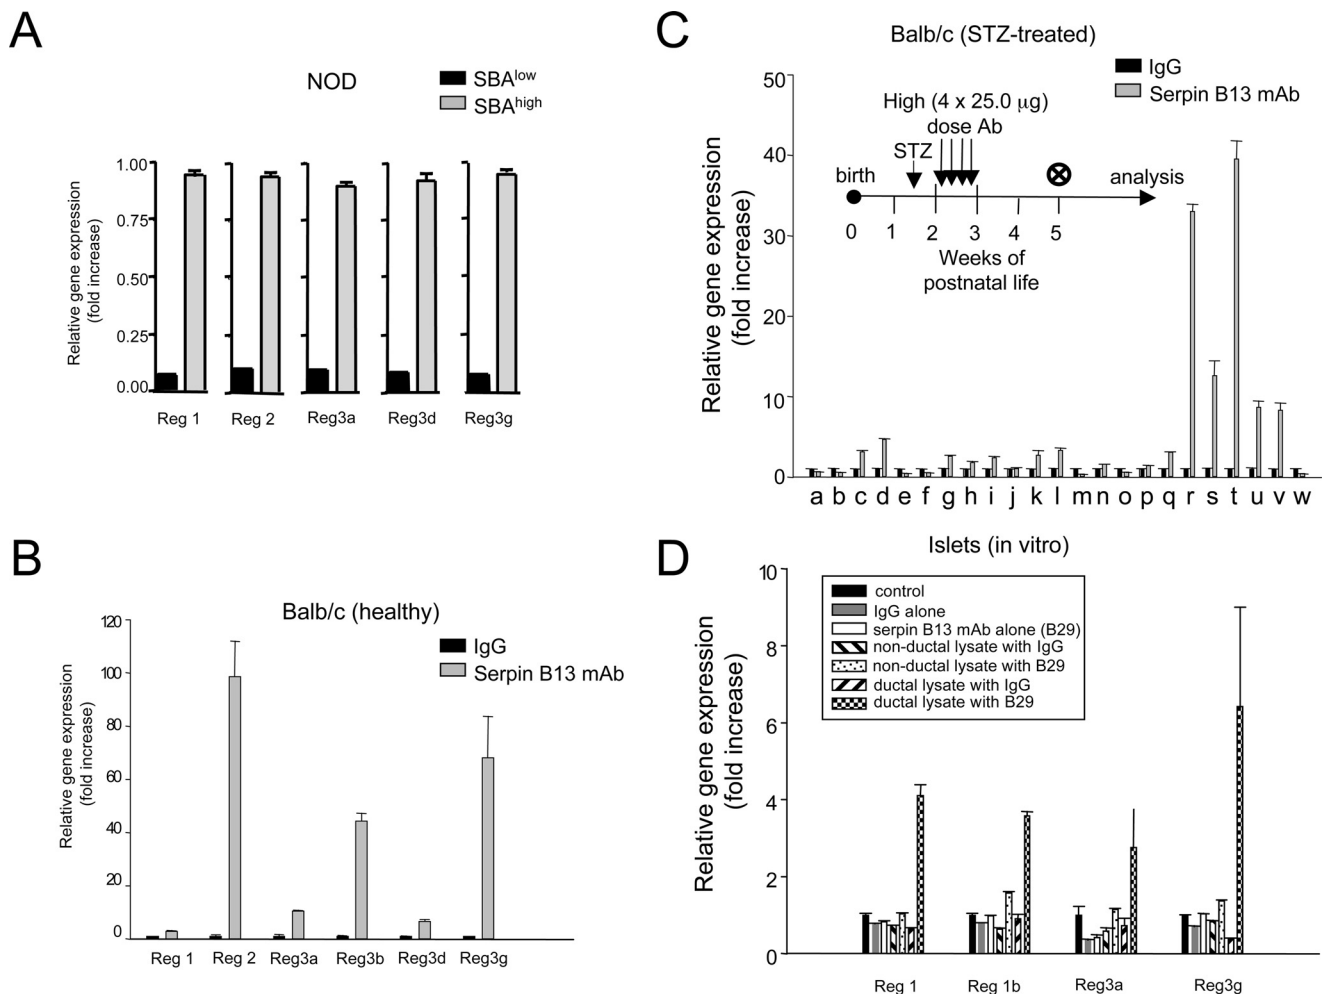 A
NOD
SBAlow
SBAhigh
Relative gene expression
(fold increase)
1.00
0.75
0.50
0.25
0.00
Reg 1
Reg 2
Reg3a
Reg3d
Reg3g
B
Balb/c (healthy)
IgG
Serpin B13 mAb
Relative gene expression
(fold increase)
120
100
80
60
40
20
0
Reg 1
Reg 2
Reg3a
Reg3b
Reg3d
Reg3g
C
Balb/c (STZ-treated)
IgG
Serpin B13 mAb
Relative gene expression
(fold increase)
50
40
30
20
10
0
High (4 x 25.0 μg)
dose Ab
STZ
birth
analysis
0 1 2 3 4 5
Weeks of
postnatal life
a b c d e f g h i j k l m n o p q r s t u v w
D
Islets (in vitro)
Relative gene expression
(fold increase)
10
8
6
4
2
0
control
IgG alone
serpin B13 mAb alone (B29)
non-ductal lysate with IgG
non-ductal lysate with B29
ductal lysate with IgG
ductal lysate with B29
Reg 1
Reg 1b
Reg3a
Reg3g